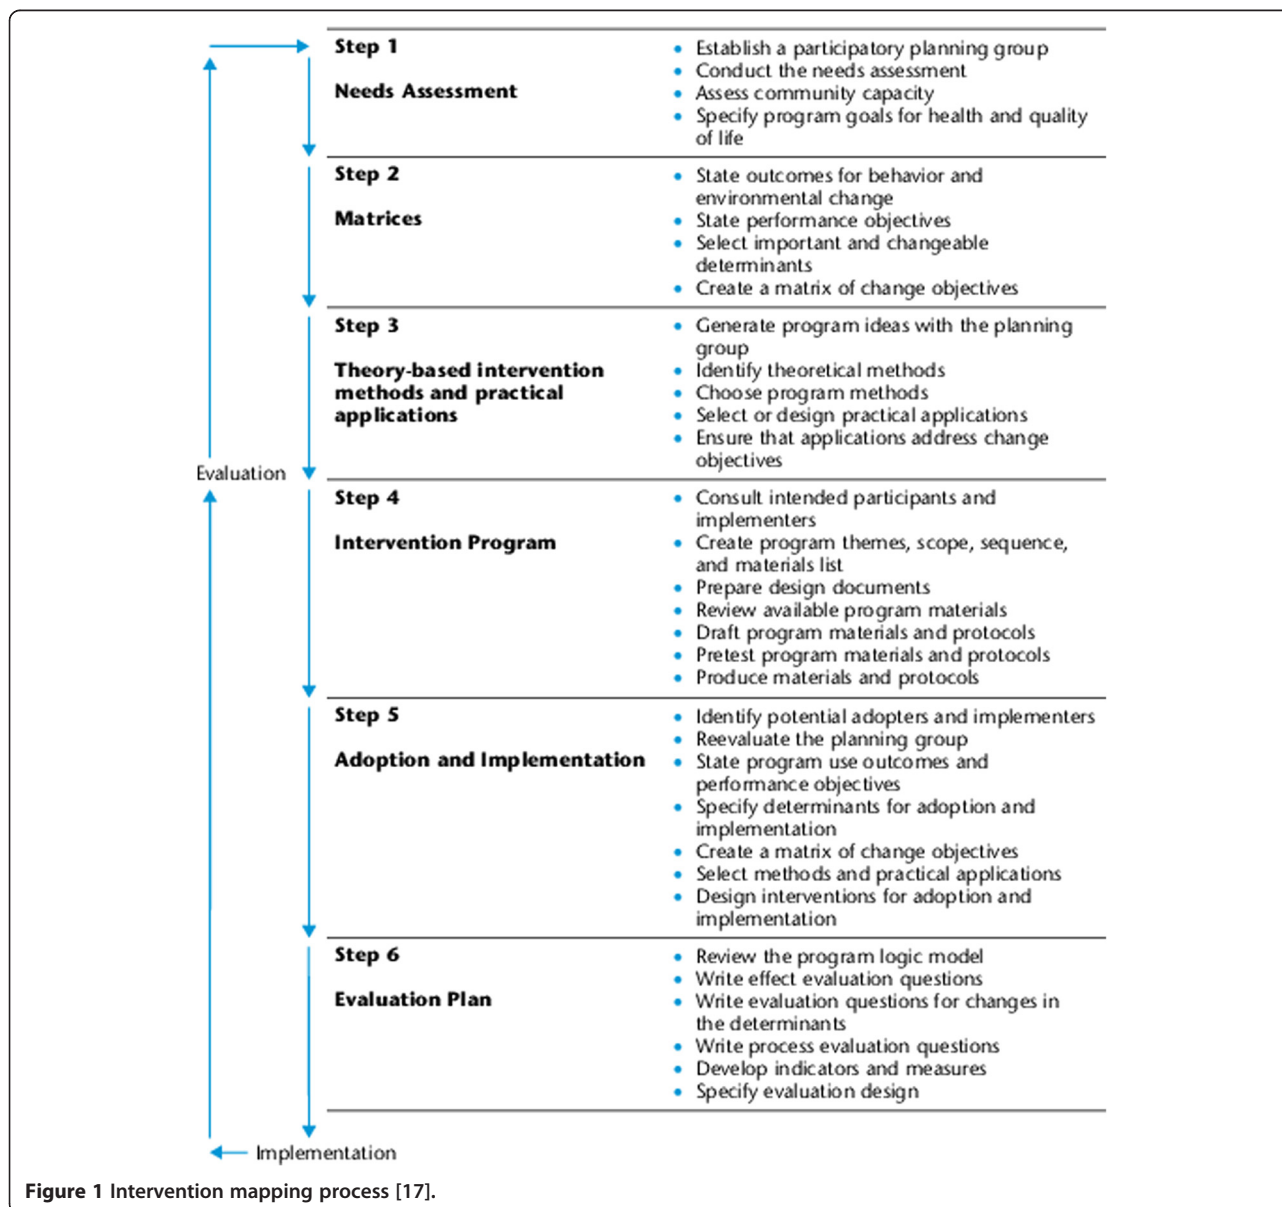 Step 1
Needs Assessment
• Establish a participatory planning group
• Conduct the needs assessment
• Assess community capacity
• Specify program goals for health and quality
of life
Step 2
Matrices
• State outcomes for behavior and
environmental change
• State performance objectives
• Select important and changeable
determinants
• Create a matrix of change objectives
Step 3
Theory-based intervention
methods and practical
applications
• Generate program ideas with the planning
group
• Identify theoretical methods
• Choose program methods
• Select or design practical applications
• Ensure that applications address change
objectives
Evaluation
Step 4
Intervention Program
• Consult intended participants and
implementers
• Create program themes, scope, sequence,
and materials list
• Prepare design documents
• Review available program materials
• Draft program materials and protocols
• Pretest program materials and protocols
• Produce materials and protocols
Step 5
Adoption and Implementation
• Identify potential adopters and implementers
• Reevaluate the planning group
• State program use outcomes and
performance objectives
• Specify determinants for adoption and
implementation
• Create a matrix of change objectives
• Select methods and practical applications
• Design interventions for adoption and
implementation
Step 6
Evaluation Plan
• Review the program logic model
• Write effect evaluation questions
• Write evaluation questions for changes in
the determinants
• Write process evaluation questions
• Develop indicators and measures
• Specify evaluation design
Implementation
Figure 1 Intervention mapping process [17].